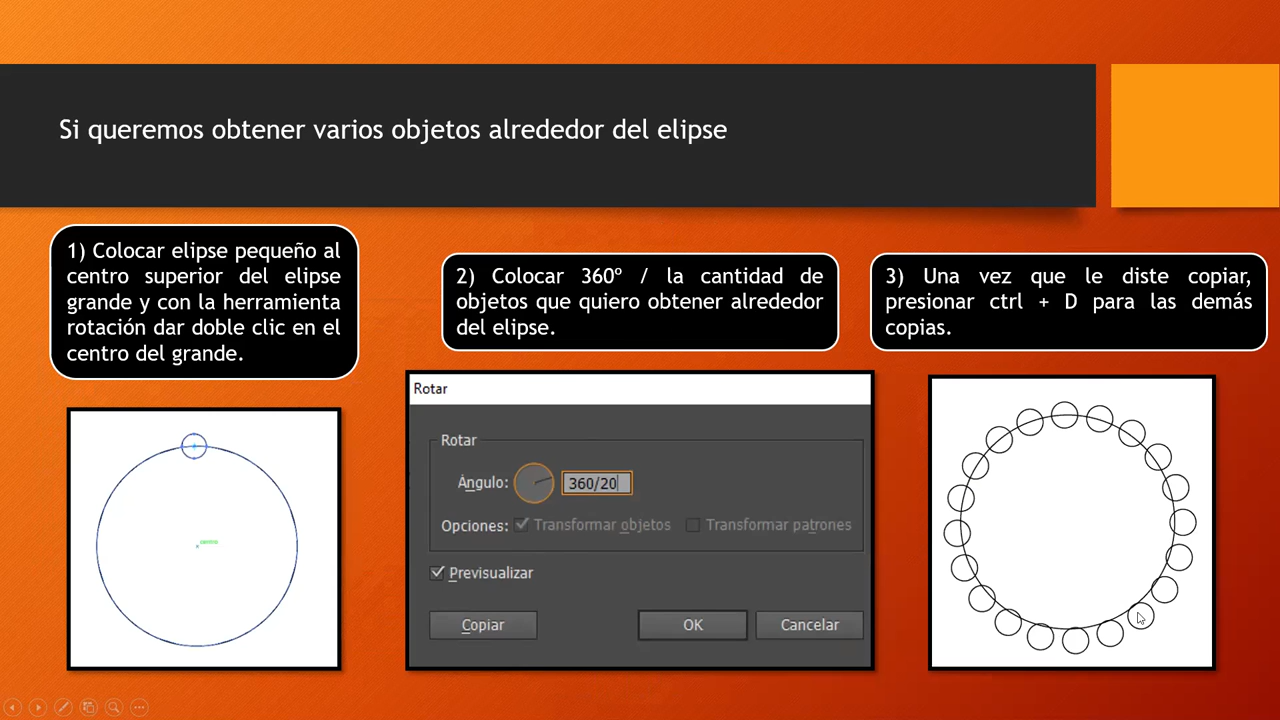 Si queremos obtener varios objetos alrededor del elipse
1) Colocar elipse pequeño al
centro superior del elipse
grande y con la herramienta
rotación dar doble clic en el
centro del grande.
2) Colocar 360º / la cantidad de
objetos que quiero obtener alrededor
del elipse.
3) Una vez que le diste copiar,
presionar ctrl + D para las demás
copias.
centro
Rotar
Rotar
Ángulo: 360/20
Opciones: Transformar objetos Transformar patrones
Previsualizar
Copiar OK Cancelar